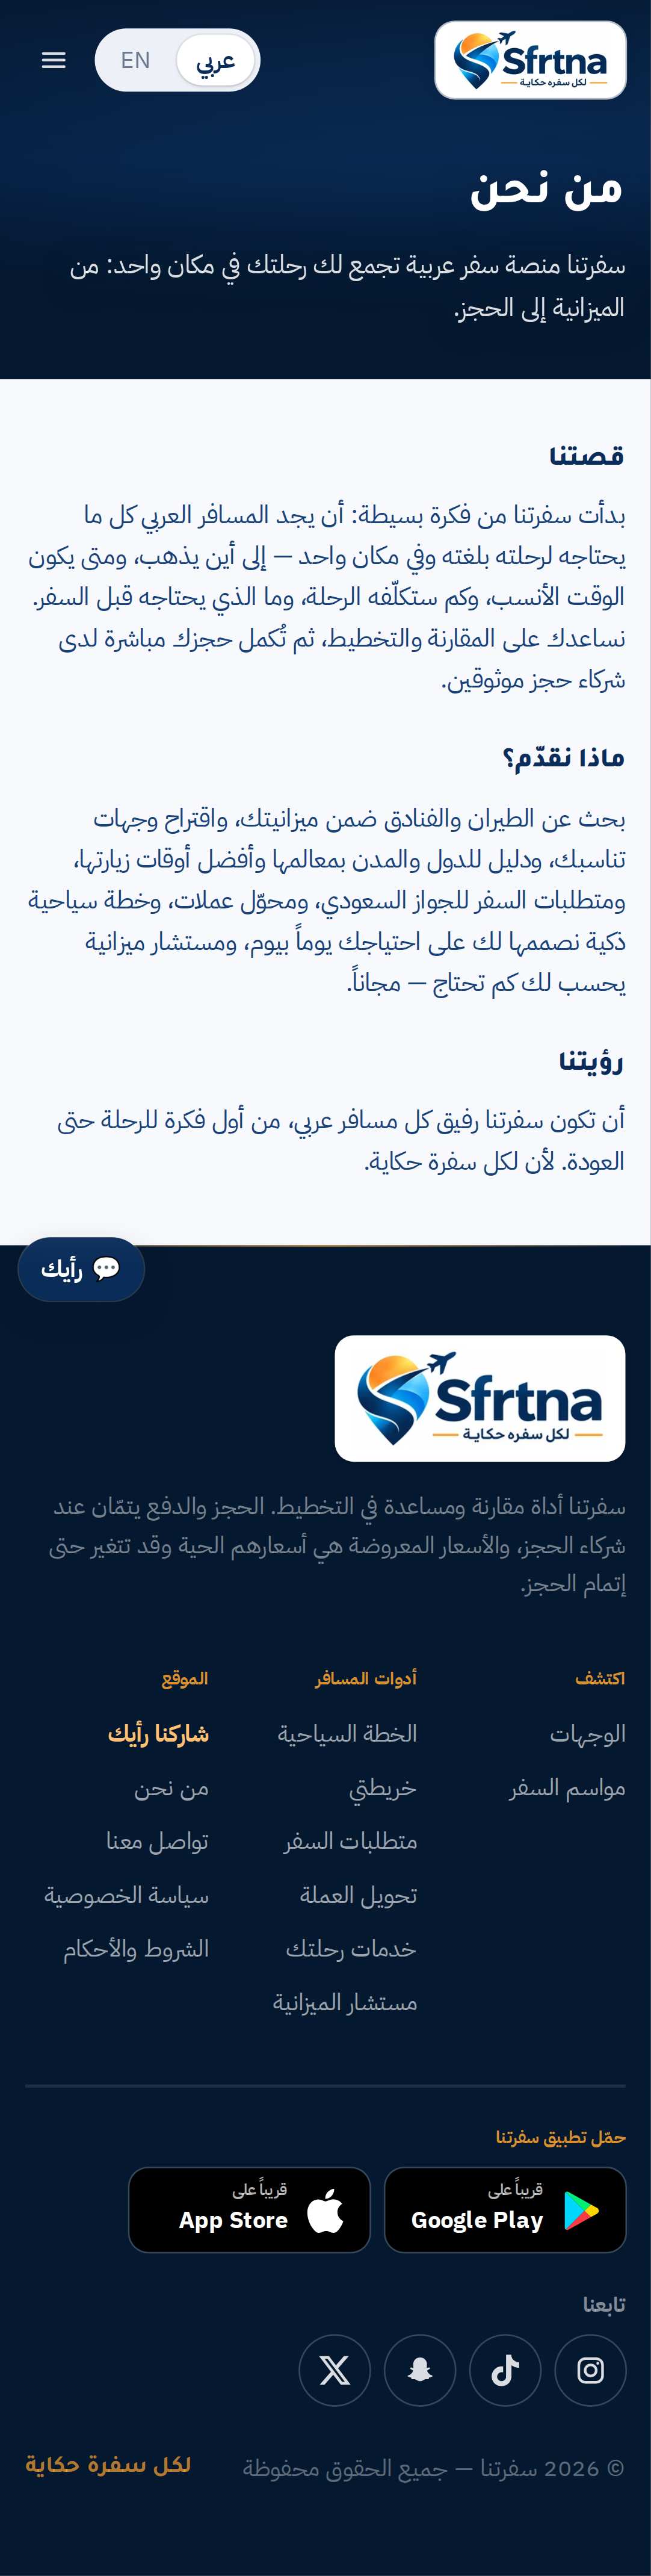 Sfrtna
لكل سفره حكاية
عربي
EN
من نحن
سفرتنا منصة سفر عربية تجمع لك رحلتك في مكان واحد: من
الميزانية إلى الحجز.
قصتنا
بدأت سفرتنا من فكرة بسيطة: أن يجد المسافر العربي كل ما
يحتاجه لرحلته بلغته وفي مكان واحد — إلى أين يذهب، ومتى يكون
الوقت الأنسب، وكم ستكلّفه الرحلة، وما الذي يحتاجه قبل السفر.
نساعدك على المقارنة والتخطيط، ثم تُكمل حجزك مباشرة لدى
شركاء حجز موثوقين.
ماذا نقدّم؟
بحث عن الطيران والفنادق ضمن ميزانيتك، واقتراح وجهات
تناسبك، ودليل للدول والمدن بمعالمها وأفضل أوقات زيارتها،
ومتطلبات السفر للجواز السعودي، ومحوّل عملات، وخطة سياحية
ذكية نصممها لك على احتياجك يوماً بيوم، ومستشار ميزانية
يحسب لك كم تحتاج — مجاناً.
رؤيتنا
أن تكون سفرتنا رفيق كل مسافر عربي، من أول فكرة للرحلة حتى
العودة. لأن لكل سفرة حكاية.
رأيك
Sfrtna
لكل سفره حكاية
سفرتنا أداة مقارنة ومساعدة في التخطيط. الحجز والدفع يتمّان عند
شركاء الحجز، والأسعار المعروضة هي أسعارهم الحية وقد تتغير حتى
إتمام الحجز.
اكتشف
الوجهات
مواسم السفر
أدوات المسافر
الخطة السياحية
خريطتي
متطلبات السفر
تحويل العملة
خدمات رحلتك
مستشار الميزانية
الموقع
شاركنا رأيك
من نحن
تواصل معنا
سياسة الخصوصية
الشروط والأحكام
حمّل تطبيق سفرتنا
قريباً على
Google Play
قريباً على
App Store
تابعنا
© 2026 سفرتنا — جميع الحقوق محفوظة
لكل سفرة حكاية